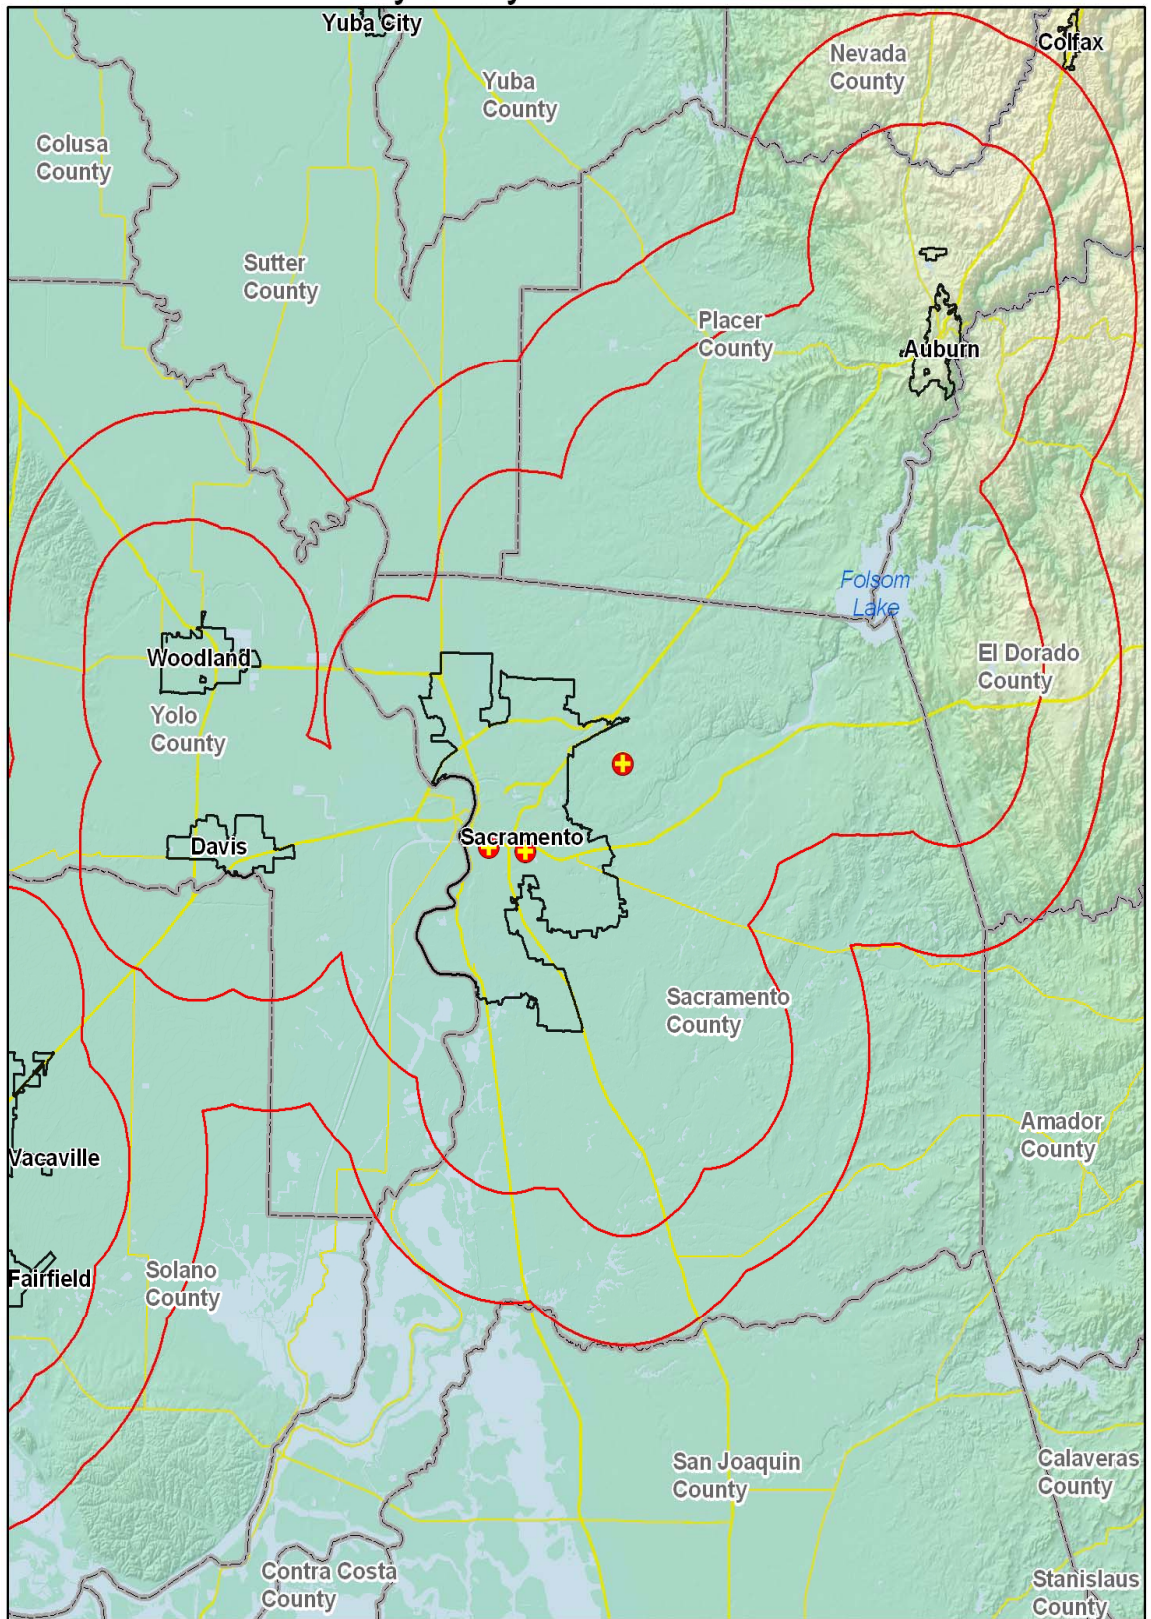 Yuba City
Colfax
Nevada
County
Yuba
County
Colusa
County
Sutter
County
Placer
County
Auburn
Folsom
Lake
Woodland
El Dorado
County
Yolo
County
Sacramento
Davis
Sacramento
County
Amador
County
Vacaville
Fairfield
Solano
County
San Joaquin
County
Calaveras
County
Contra Costa
County
Stanislaus
County